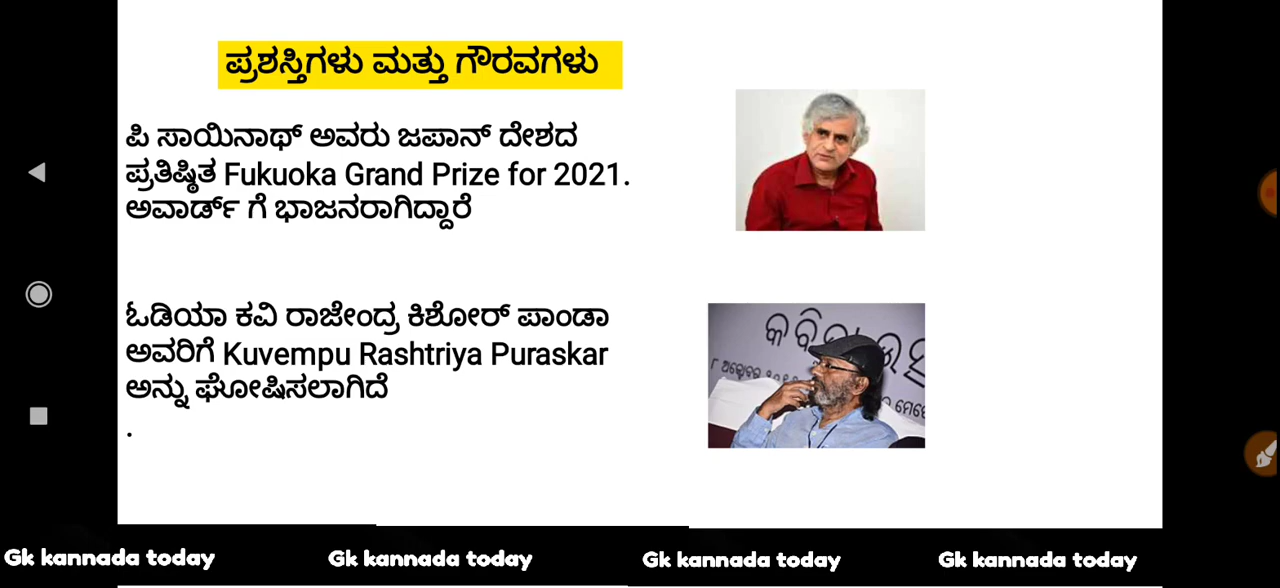 ಪ್ರಶಸ್ತಿಗಳು ಮತ್ತು ಗೌರವಗಳು
ಪಿ ಸಾಯಿನಾಥ್ ಅವರು ಜಪಾನ್ ದೇಶದ
ಪ್ರತಿಷ್ಠಿತ Fukuoka Grand Prize for 2021.
ಅವಾರ್ಡ್ ಗೆ ಭಾಜನರಾಗಿದ್ದಾರೆ
ಓಡಿಯಾ ಕವಿ ರಾಜೇಂದ್ರ ಕಿಶೋರ್ ಪಾಂಡಾ
ಅವರಿಗೆ Kuvempu Rashtriya Puraskar
ಅನ್ನು ಘೋಷಿಸಲಾಗಿದೆ
.
Gk kannada today Gk kannada today Gk kannada today Gk kannada today